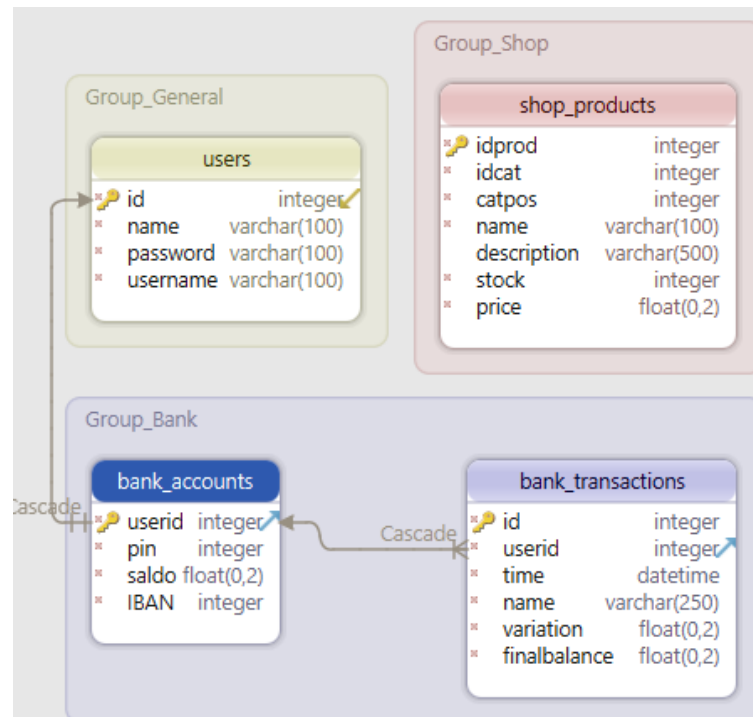 Group_General
users
id integer
name varchar(100)
password varchar(100)
username varchar(100)
Group_Shop
shop_products
idprod integer
idcat integer
catpos integer
name varchar(100)
description varchar(500)
stock integer
price float(0,2)
Group_Bank
bank_accounts
Cascade
userid integer
pin integer
saldo float(0,2)
IBAN integer
Cascade
bank_transactions
id integer
userid integer
time datetime
name varchar(250)
variation float(0,2)
finalbalance float(0,2)